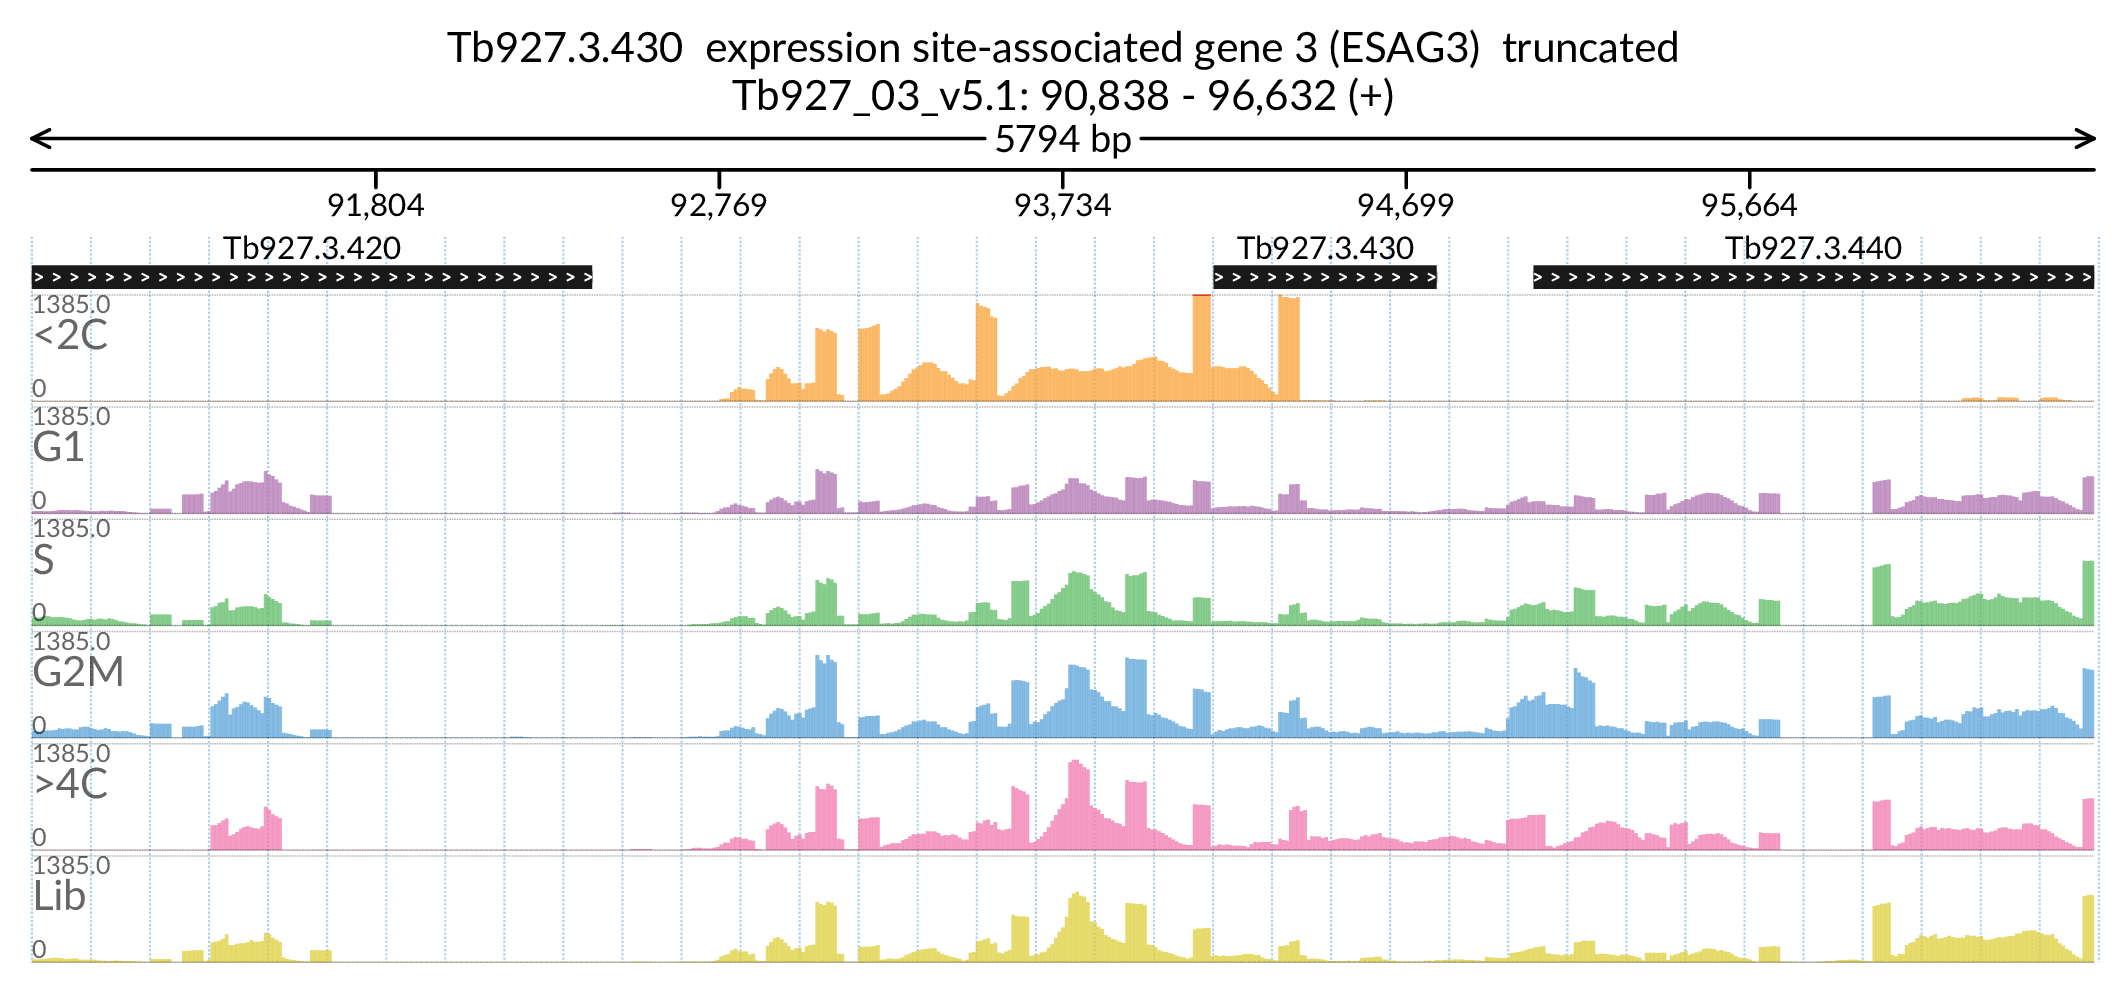 Tb927.3.430  expression site-associated gene 3 (ESAG3)  truncated
Tb927_03_v5.1: 90,838 - 96,632 (+)
5794 bp
91,804 92,769 93,734 94,699 95,664
Tb927.3.420 Tb927.3.430 Tb927.3.440
1385.0
<2C
0
1385.0
G1
0
1385.0
S
0
1385.0
G2M
0
1385.0
>4C
0
1385.0
Lib
0